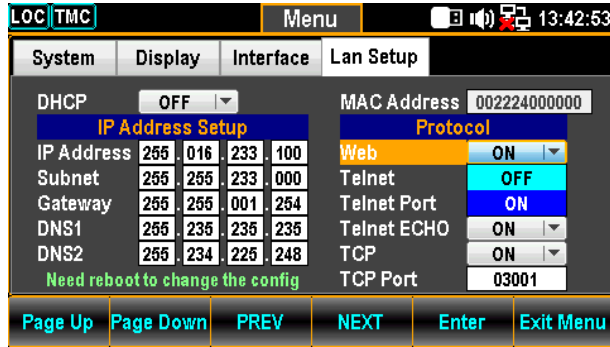 LOC TMC Menu 13:42:53
System Display Interface Lan Setup
DHCP OFF MAC Address 002224000000
IP Address Setup Protocol
IP Address 255 . 016 . 233 . 100 Web ON
Subnet 255 . 255 . 233 . 000 Telnet OFF
Gateway 255 . 255 . 001 . 254 Telnet Port ON
DNS1 255 . 235 . 235 . 235 Telnet ECHO ON
DNS2 255 . 234 . 225 . 248 TCP ON
Need reboot to change the config TCP Port 03001
Page Up Page Down PREV NEXT Enter Exit Menu